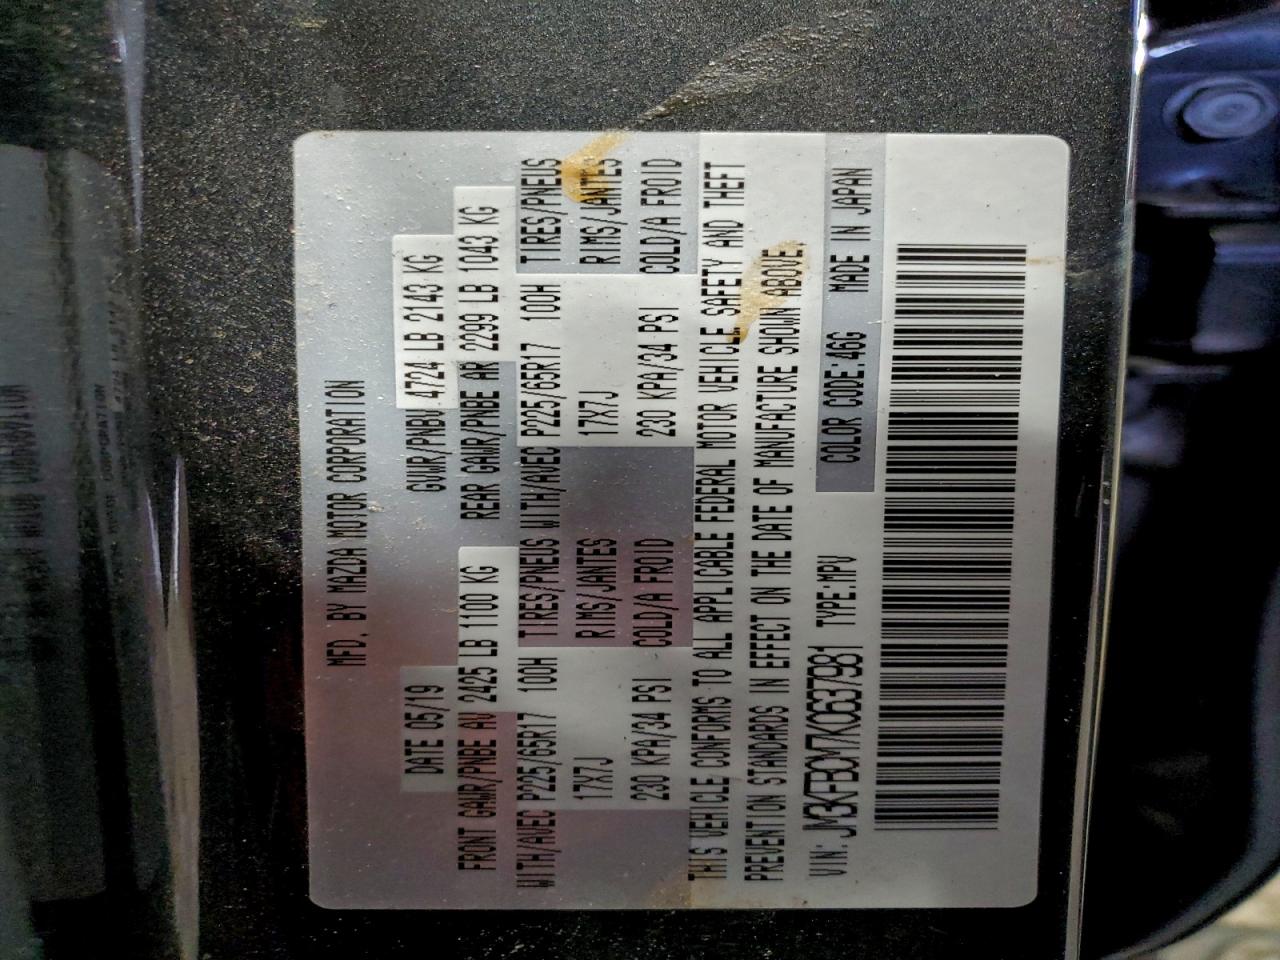 MFD. BY MAZDA MOTOR CORPORATION
DATE 05/19 GVWR/PNBV 4724 LB 2143 KG
FRONT GAWR/PNBE AV 2425 LB 1100 KG REAR GAWR/PNBE AR 2299 LB 1043 KG
WITH/AVEC P225/65R17 100H TIRES/PNEUS WITH/AVEC P225/65R17 100H TIRES/PNEUS
17X7J RIMS/JANTES 17X7J RIMS/JANTES
230 KPA/34 PSI COLD/A FROID 230 KPA/34 PSI COLD/A FROID
THIS VEHICLE CONFORMS TO ALL APPLICABLE FEDERAL MOTOR VEHICLE SAFETY AND THEFT
PREVENTION STANDARDS IN EFFECT ON THE DATE OF MANUFACTURE SHOWN ABOVE.
VIN: JM3KFBCM7K0637981 TYPE:MPV COLOR CODE:46G MADE IN JAPAN